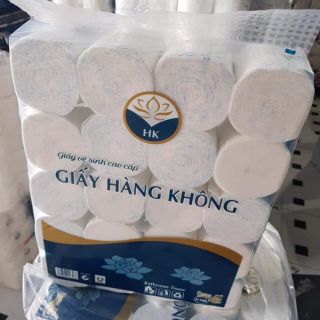 HK
Giấy vệ sinh cao cấp
GIẤY HÀNG KHÔNG
Bathroom Tissue